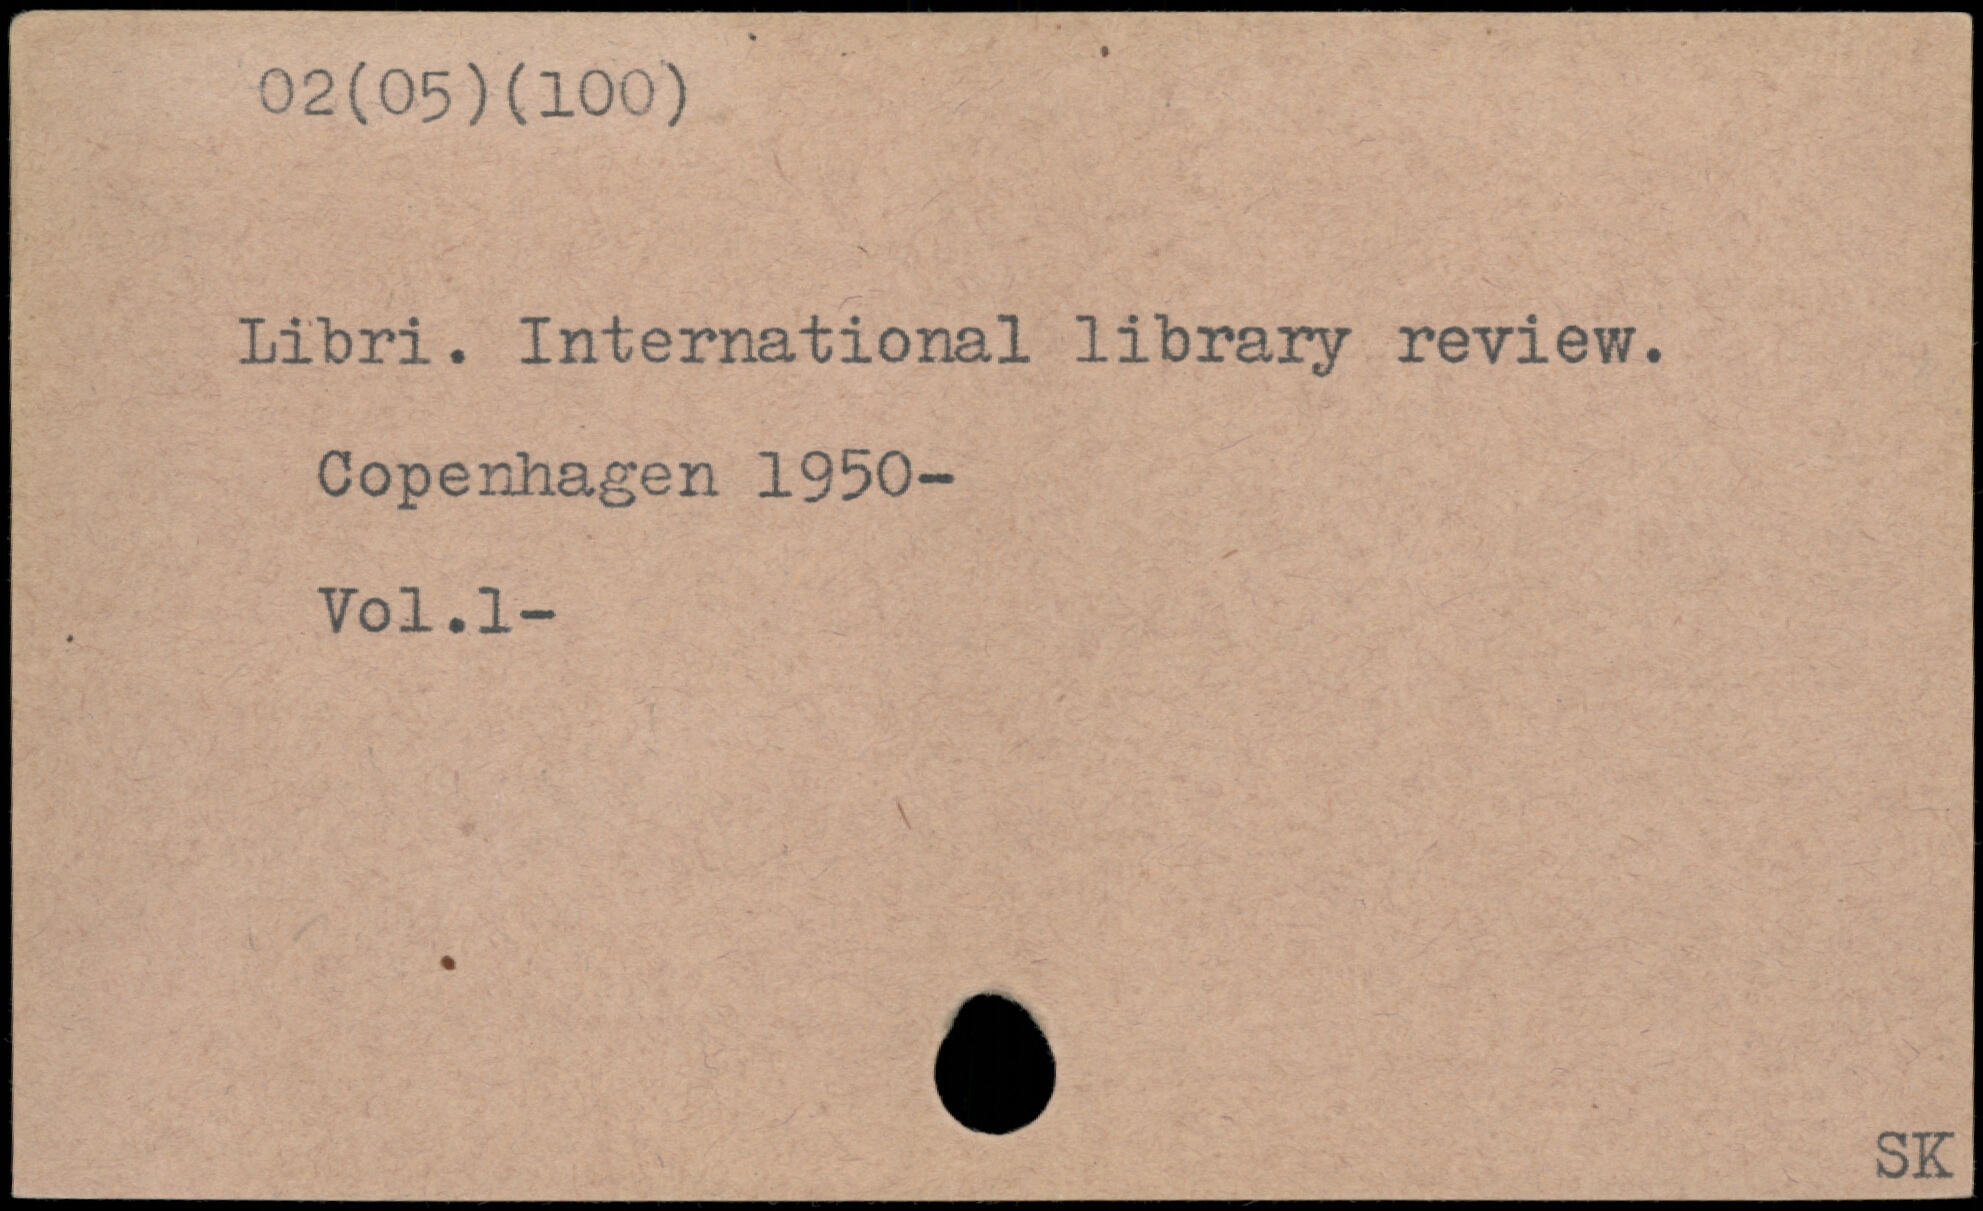 02(05)(100)
Libri. International library review.
Copenhagen 1950-
Vol.1-
SK